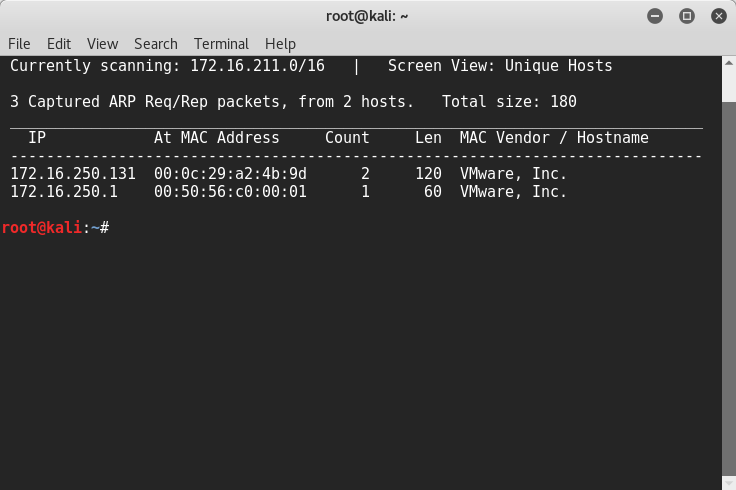 root@kali: ~
File Edit View Search Terminal Help
Currently scanning: 172.16.211.0/16 | Screen View: Unique Hosts
3 Captured ARP Req/Rep packets, from 2 hosts. Total size: 180
_____________________________________________________________________________
IP At MAC Address Count Len MAC Vendor / Hostname
-----------------------------------------------------------------------------
172.16.250.131 00:0c:29:a2:4b:9d 2 120 VMware, Inc.
172.16.250.1 00:50:56:c0:00:01 1 60 VMware, Inc.
root@kali:~#